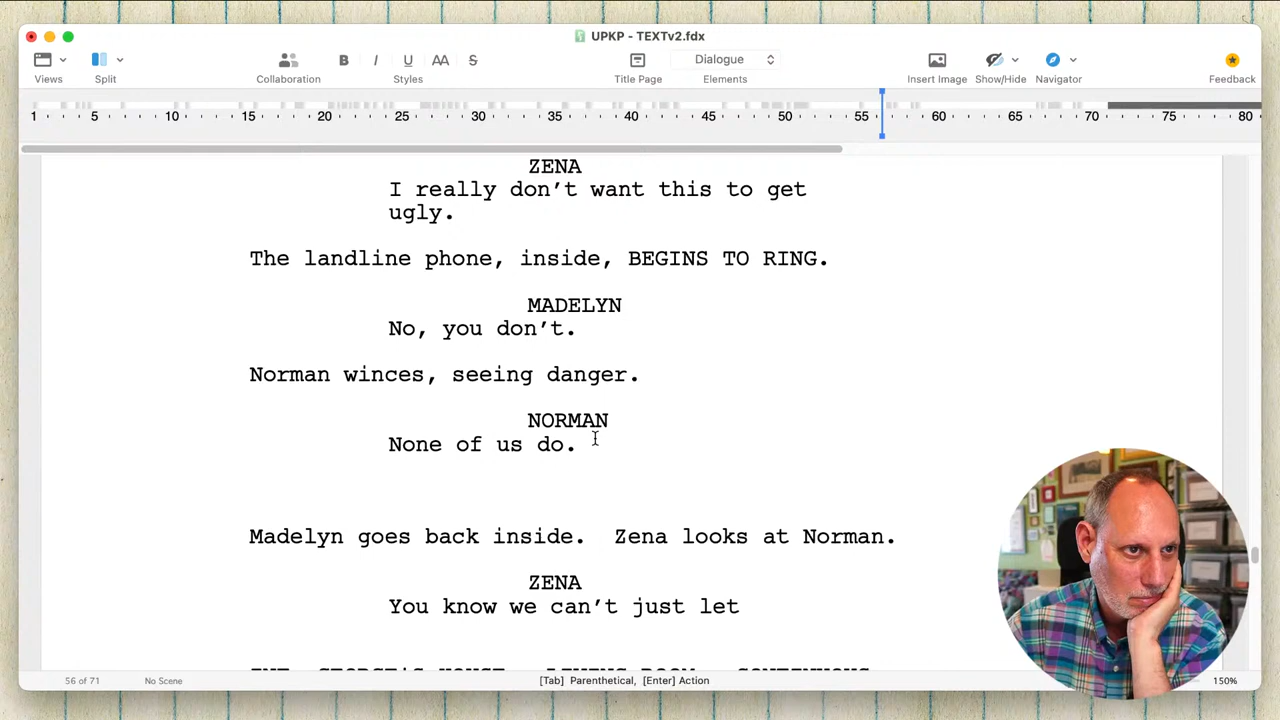 UPKP - TEXTv2.fdx
B I U AA S
Dialogue
Views Split Collaboration Styles Title Page Elements Insert Image Show/Hide Navigator Feedback
1 5 10 15 20 25 30 35 40 45 50 55 60 65 70 75 80
ZENA
I really don’t want this to get
ugly.
The landline phone, inside, BEGINS TO RING.
MADELYN
No, you don’t.
Norman winces, seeing danger.
NORMAN
None of us do.
Madelyn goes back inside.  Zena looks at Norman.
ZENA
You know we can’t just let
56 of 71 No Scene [Tab] Parenthetical, [Enter] Action 150%